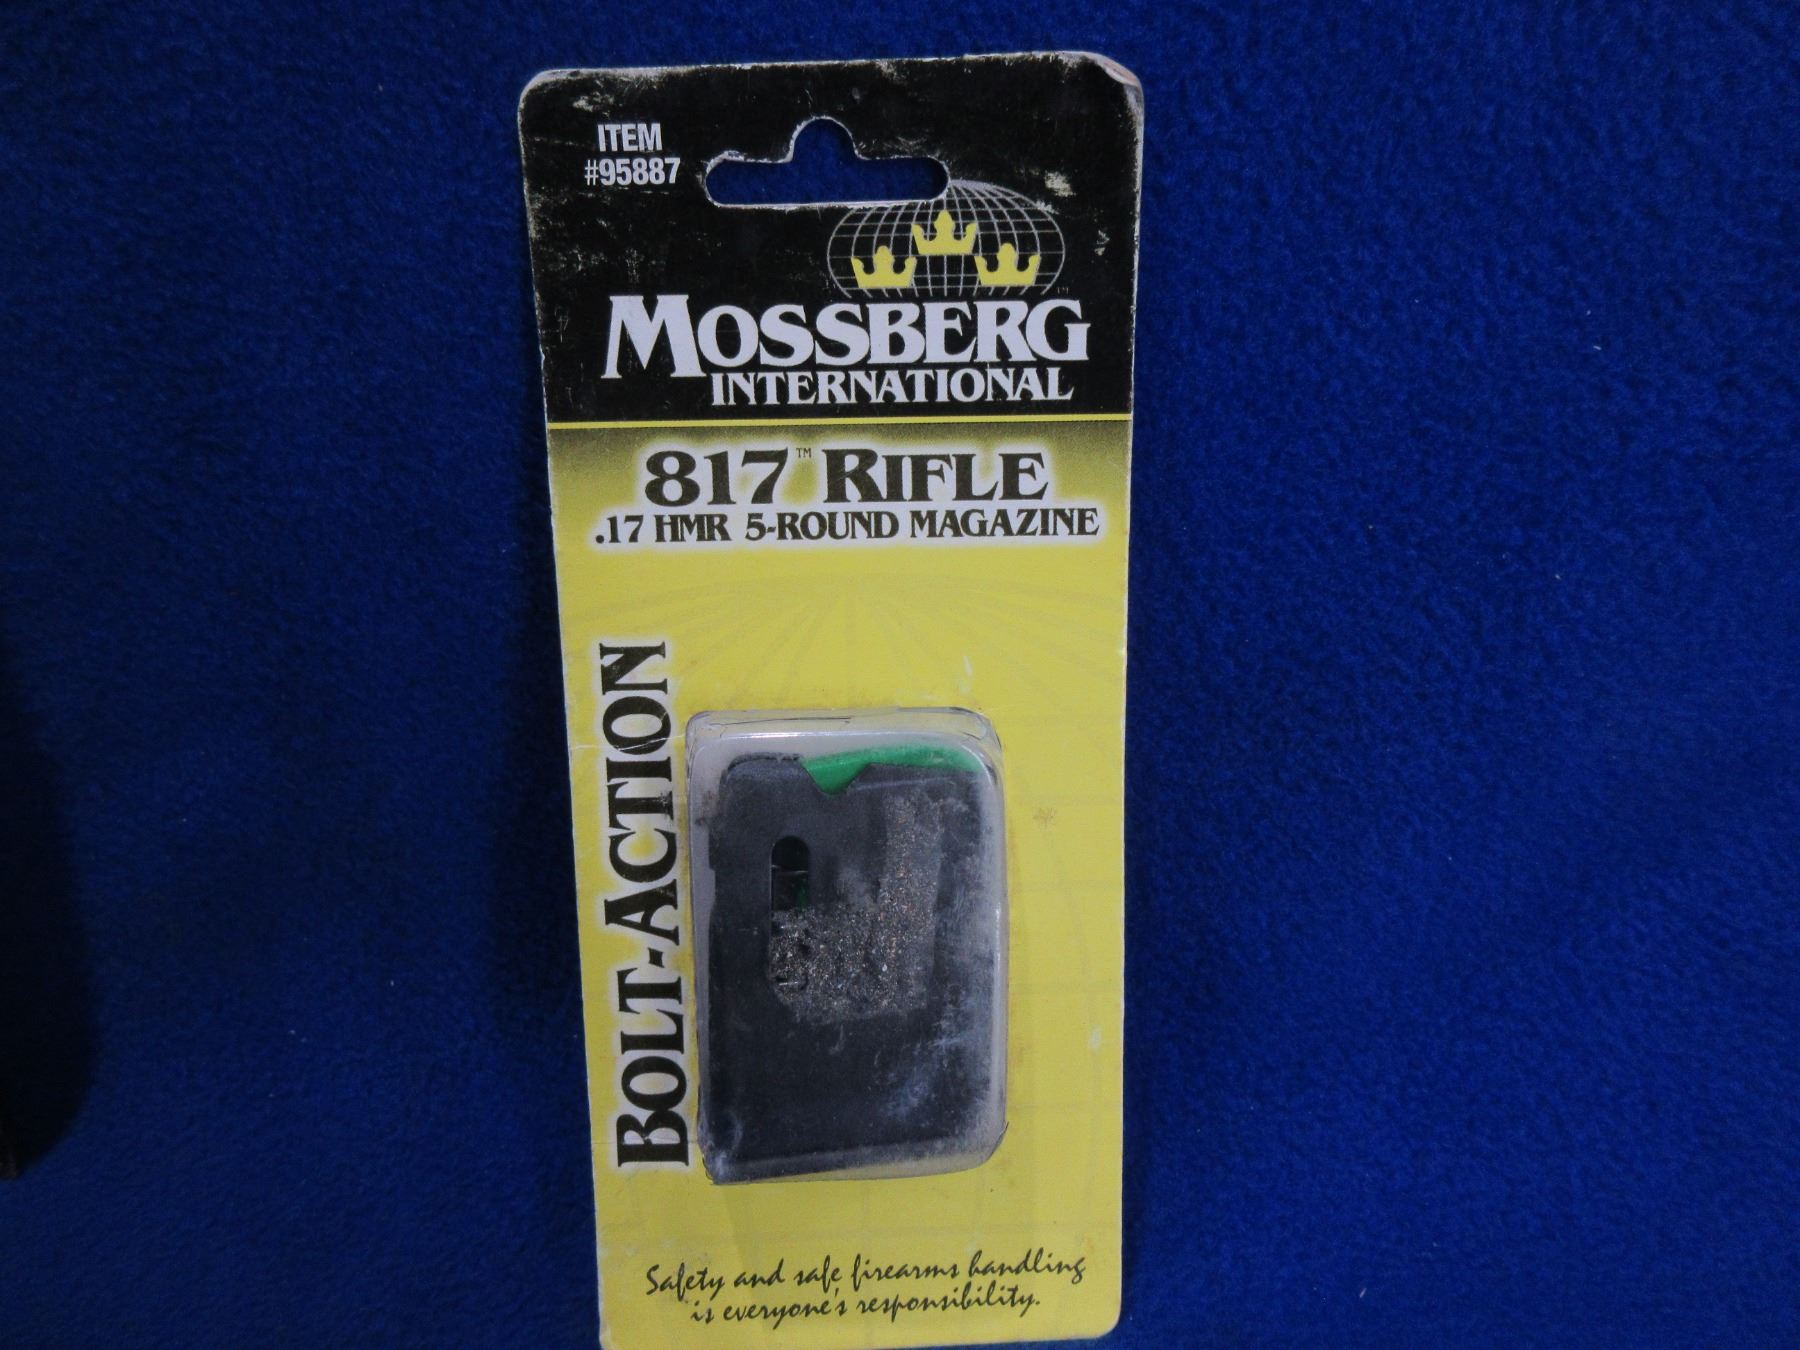 ITEM
#95887
MOSSBERG
INTERNATIONAL
817™ RIFLE
.17 HMR 5-ROUND MAGAZINE
BOLT-ACTION
Safety and safe firearms handling
is everyone's responsibility.